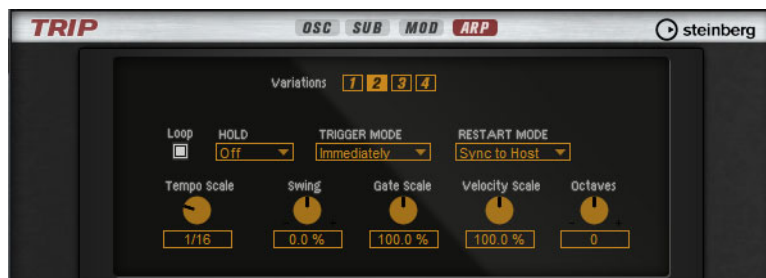 TRIP OSC SUB MOD ARP steinberg
Variations 1 2 3 4
Loop HOLD TRIGGER MODE RESTART MODE
Off Immediately Sync to Host
Tempo Scale Swing Gate Scale Velocity Scale Octaves
- + - +
1/16 0.0 % 100.0 % 100.0 % 0